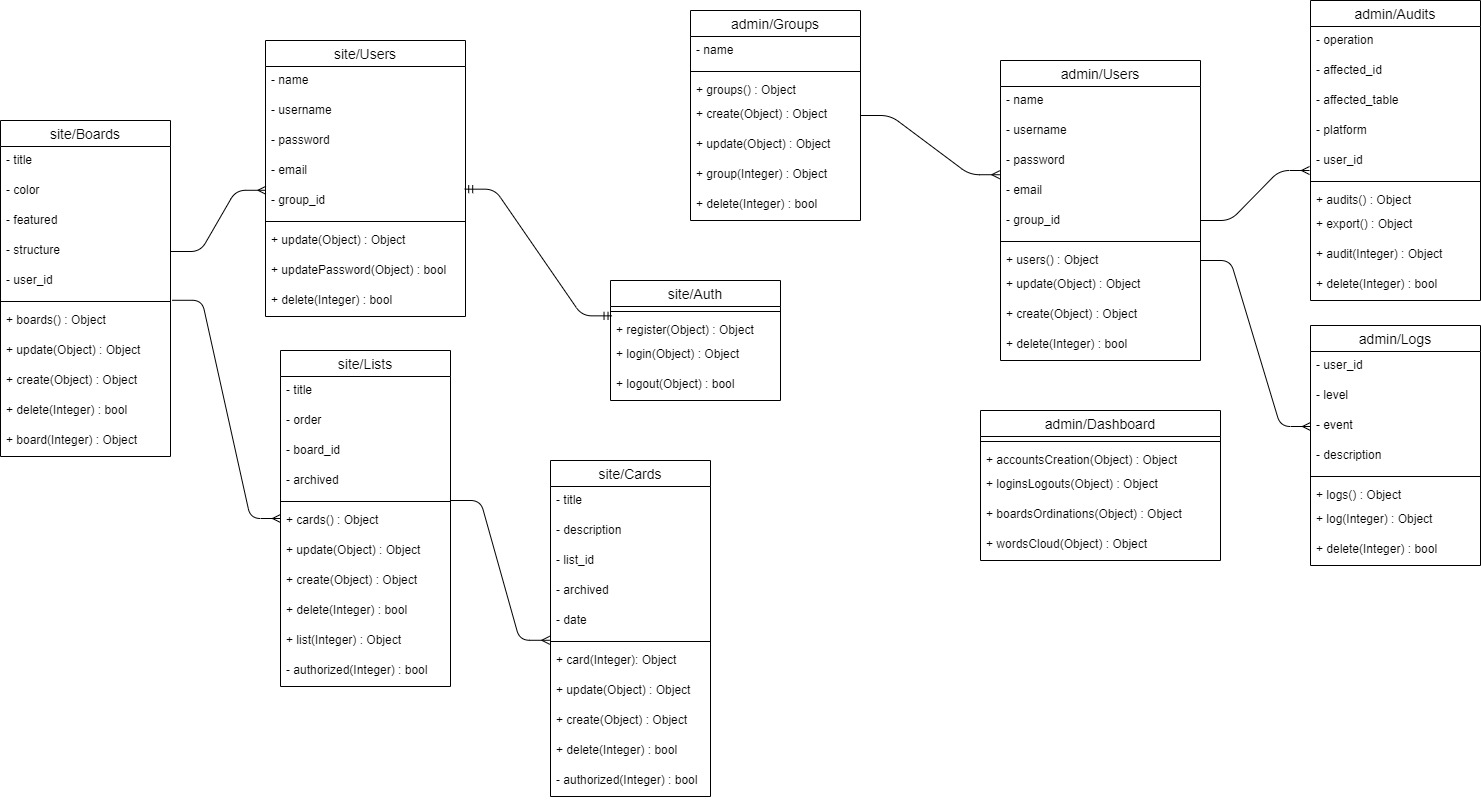 site/Boards
- title
- color
- featured
- structure
- user_id
+ boards() : Object
+ update(Object) : Object
+ create(Object) : Object
+ delete(Integer) : bool
+ board(Integer) : Object
site/Users
- name
- username
- password
- email
- group_id
+ update(Object) : Object
+ updatePassword(Object) : bool
+ delete(Integer) : bool
site/Lists
- title
- order
- board_id
- archived
+ cards() : Object
+ update(Object) : Object
+ create(Object) : Object
+ delete(Integer) : bool
+ list(Integer) : Object
- authorized(Integer) : bool
site/Auth
+ register(Object) : Object
+ login(Object) : Object
+ logout(Object) : bool
site/Cards
- title
- description
- list_id
- archived
- date
+ card(Integer): Object
+ update(Object) : Object
+ create(Object) : Object
+ delete(Integer) : bool
- authorized(Integer) : bool
admin/Groups
- name
+ groups() : Object
+ create(Object) : Object
+ update(Object) : Object
+ group(Integer) : Object
+ delete(Integer) : bool
admin/Users
- name
- username
- password
- email
- group_id
+ users() : Object
+ update(Object) : Object
+ create(Object) : Object
+ delete(Integer) : bool
admin/Dashboard
+ accountsCreation(Object) : Object
+ loginsLogouts(Object) : Object
+ boardsOrdinations(Object) : Object
+ wordsCloud(Object) : Object
admin/Audits
- operation
- affected_id
- affected_table
- platform
- user_id
+ audits() : Object
+ export() : Object
+ audit(Integer) : Object
+ delete(Integer) : bool
admin/Logs
- user_id
- level
- event
- description
+ logs() : Object
+ log(Integer) : Object
+ delete(Integer) : bool